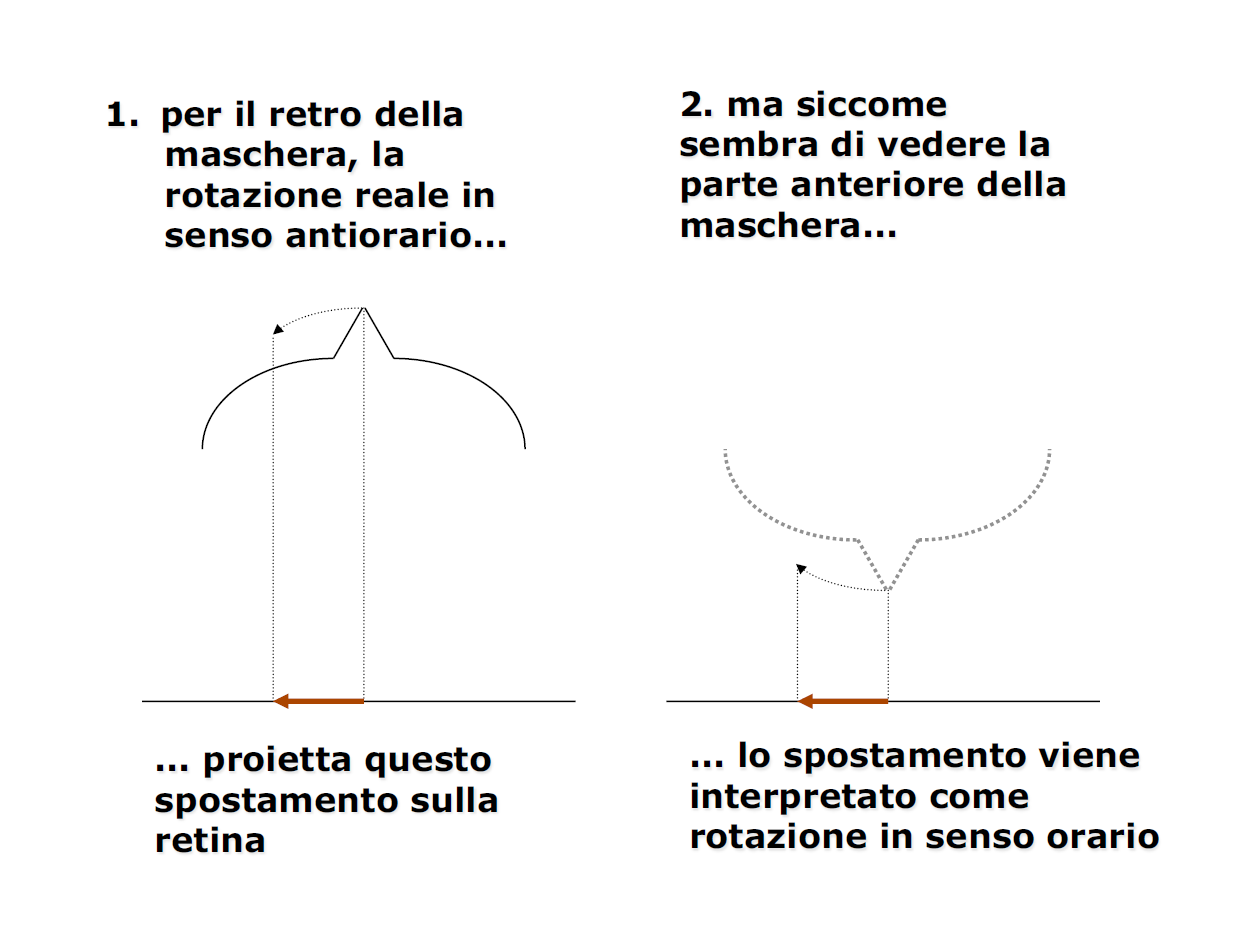 1. per il retro della
maschera, la
rotazione reale in
senso antiorario...
... proietta questo
spostamento sulla
retina
2. ma siccome
sembra di vedere la
parte anteriore della
maschera...
... lo spostamento viene
interpretato come
rotazione in senso orario